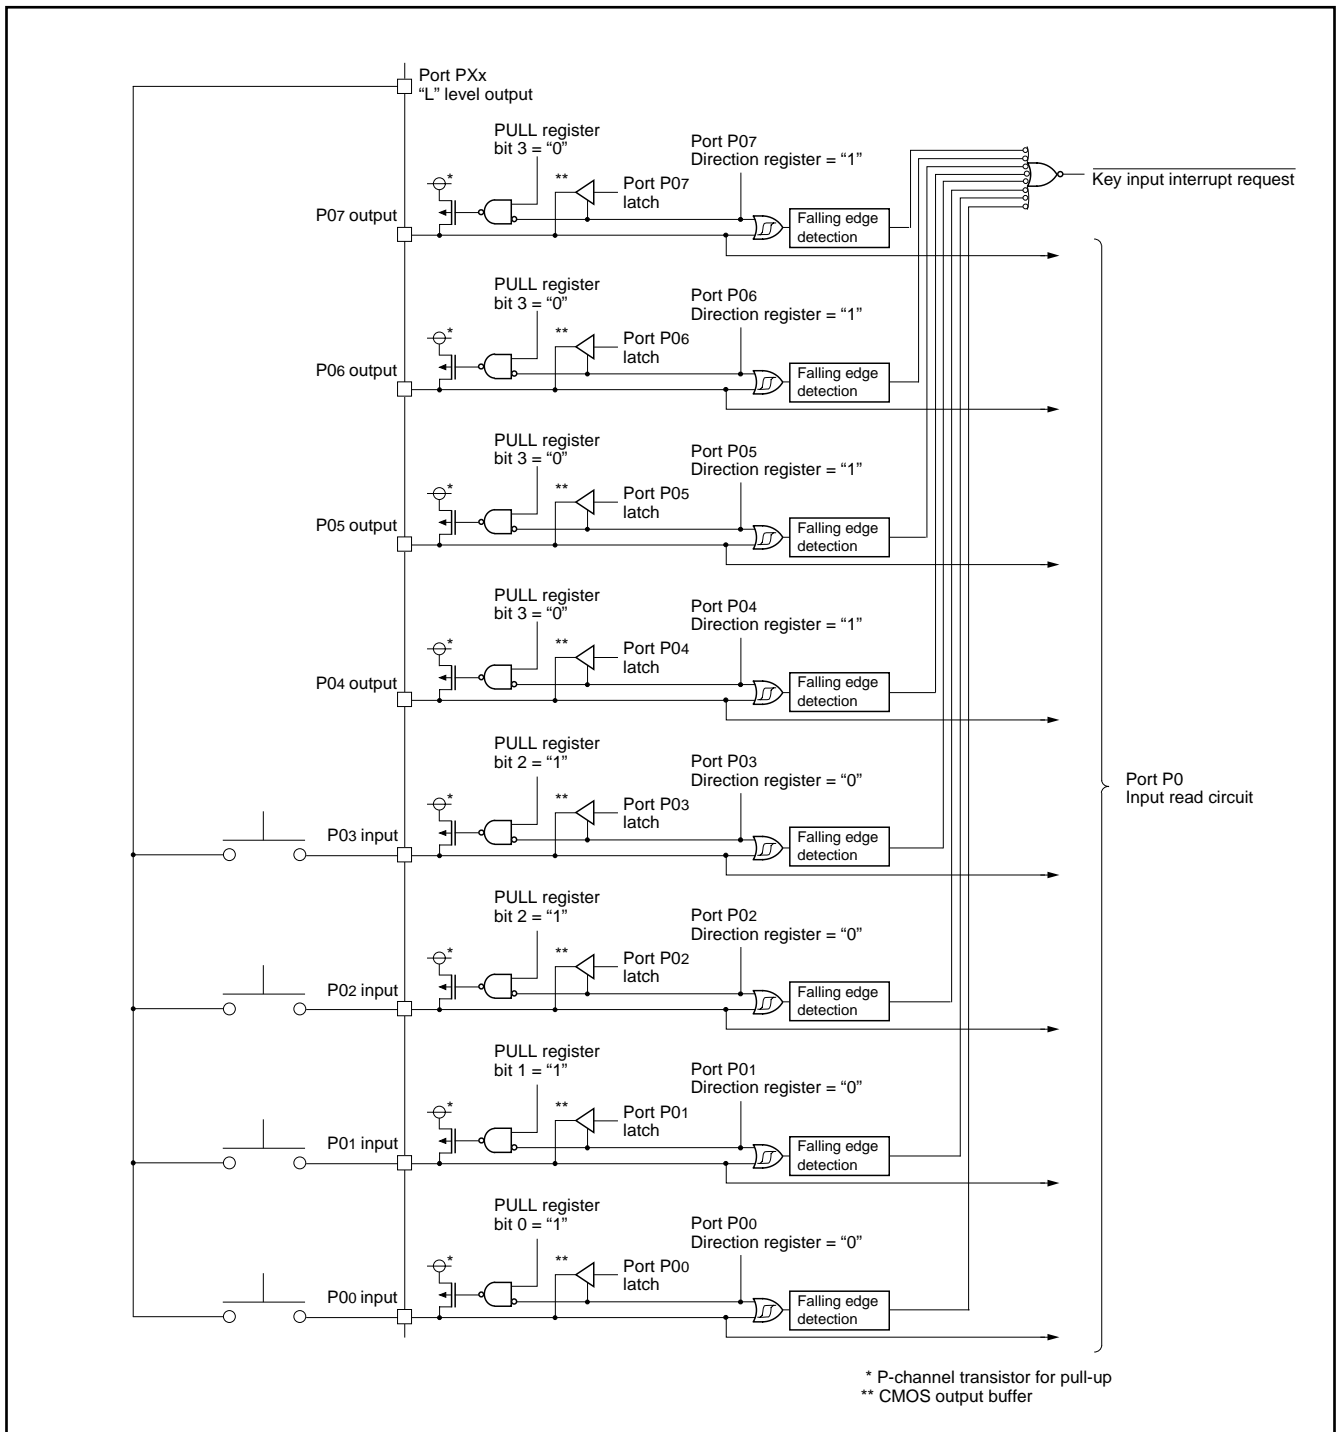 Port PXx
“L” level output
PULL register
bit 3 = “0”
Port P07
Direction register = “1”
*
**
Port P07
latch
Key input interrupt request
P07 output
Falling edge
detection
PULL register
bit 3 = “0”
Port P06
Direction register = “1”
*
**
Port P06
latch
P06 output
Falling edge
detection
PULL register
bit 3 = “0”
Port P05
Direction register = “1”
*
**
Port P05
latch
P05 output
Falling edge
detection
PULL register
bit 3 = “0”
Port P04
Direction register = “1”
*
**
Port P04
latch
P04 output
Falling edge
detection
PULL register
bit 2 = “1”
Port P03
Direction register = “0”
*
**
Port P03
latch
Port P0
Input read circuit
P03 input
Falling edge
detection
PULL register
bit 2 = “1”
Port P02
Direction register = “0”
*
**
Port P02
latch
P02 input
Falling edge
detection
PULL register
bit 1 = “1”
Port P01
Direction register = “0”
*
**
Port P01
latch
P01 input
Falling edge
detection
PULL register
bit 0 = “1”
Port P00
Direction register = “0”
*
**
Port P00
latch
P00 input
Falling edge
detection
* P-channel transistor for pull-up
** CMOS output buffer